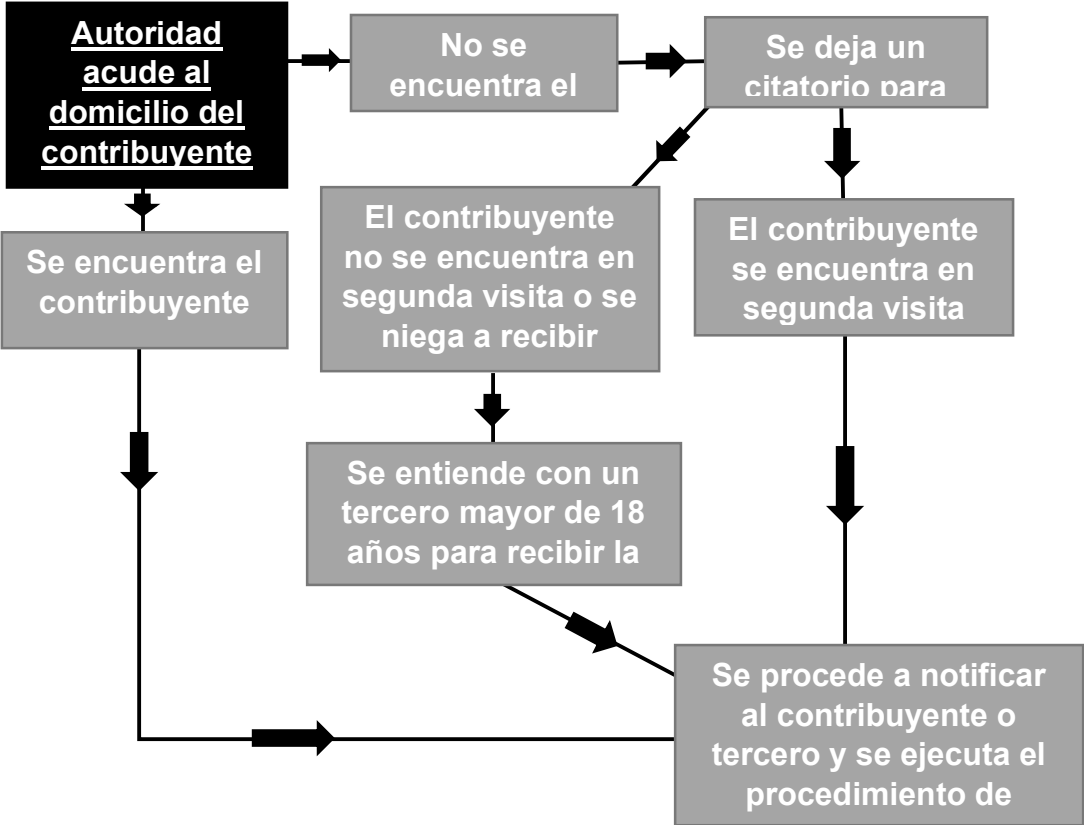 Autoridad
acude al
domicilio del
contribuyente
No se
encuentra el
Se deja un
citatorio para
Se encuentra el
contribuyente
El contribuyente
no se encuentra en
segunda visita o se
niega a recibir
El contribuyente
se encuentra en
segunda visita
Se entiende con un
tercero mayor de 18
años para recibir la
Se procede a notificar
al contribuyente o
tercero y se ejecuta el
procedimiento de